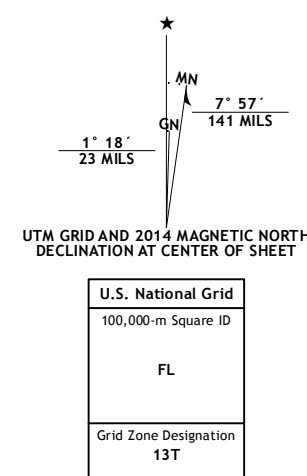 MN
GN
7° 57´
141 MILS
1° 18´
23 MILS
UTM GRID AND 2014 MAGNETIC NORTH
DECLINATION AT CENTER OF SHEET
U.S. National Grid
100,000-m Square ID
FL
Grid Zone Designation
13T